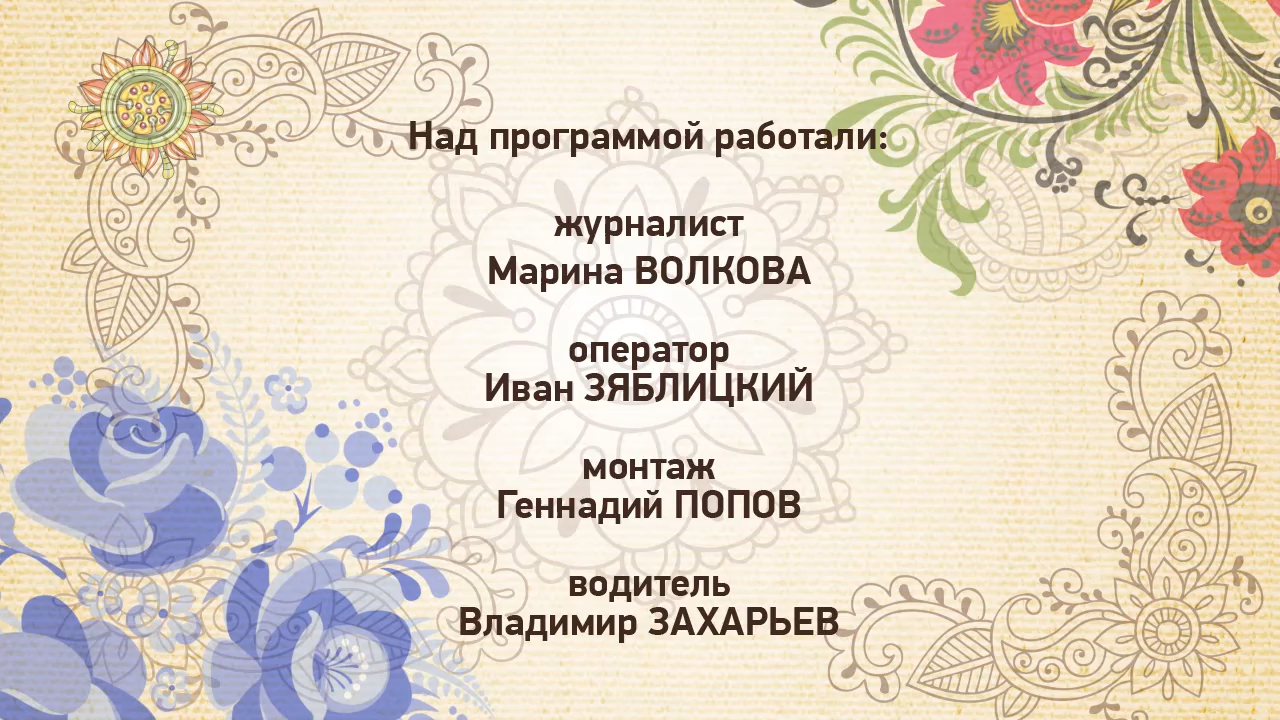 Над программой работали:
журналист
Марина ВОЛКОВА
оператор
Иван ЗЯБЛИЦКИЙ
монтаж
Геннадий ПОПОВ
водитель
Владимир ЗАХАРЬЕВ